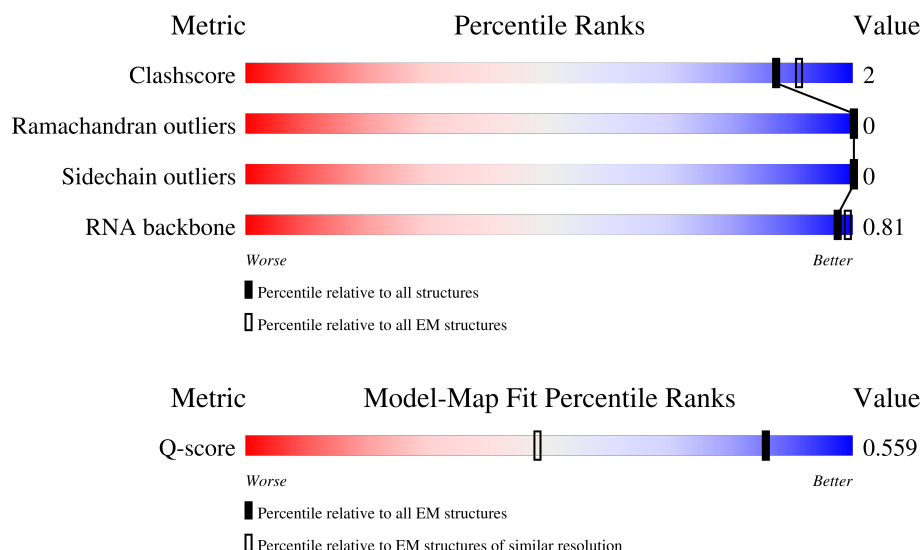 Metric Percentile Ranks Value
Clashscore 2
Ramachandran outliers 0
Sidechain outliers 0
RNA backbone 0.81
Worse Better
Percentile relative to all structures
Percentile relative to all EM structures
Metric Model-Map Fit Percentile Ranks Value
Q-score 0.559
Worse Better
Percentile relative to all EM structures
Percentile relative to EM structures of similar resolution